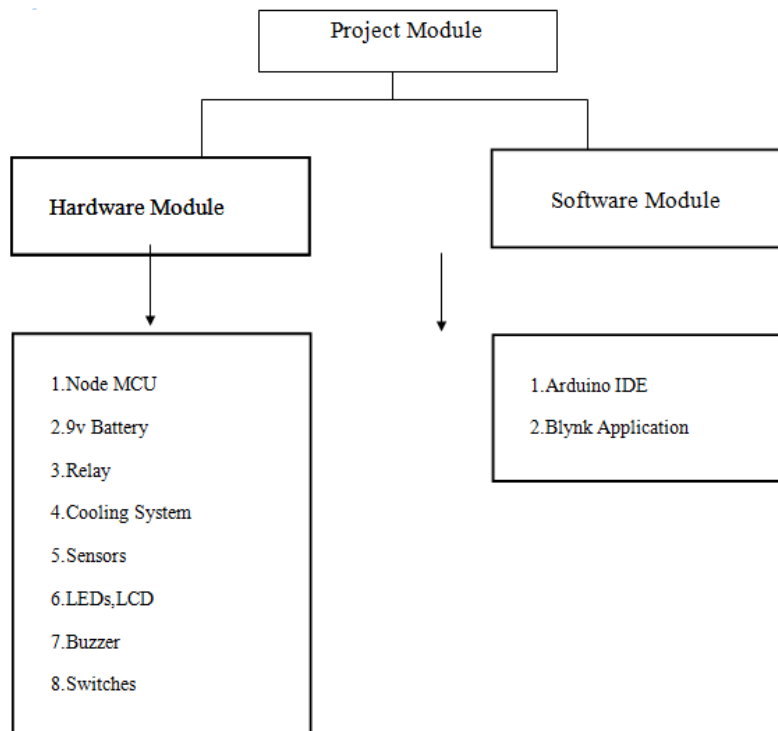 Project Module
Hardware Module
Software Module
1.Node MCU
2.9v Battery
3.Relay
4.Cooling System
5.Sensors
6.LEDs,LCD
7.Buzzer
8.Switches
1.Arduino IDE
2.Blynk Application